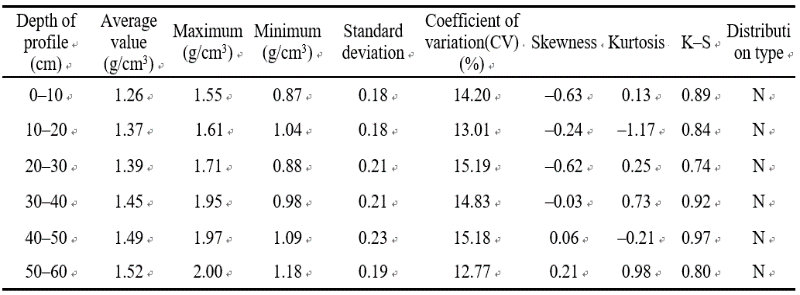 Depth of profile (cm) Average value (g/cm³) Maximum (g/cm³) Minimum (g/cm³) Standard deviation Coefficient of variation(CV) (%) Skewness Kurtosis K–S Distributi on type
0–10 1.26 1.55 0.87 0.18 14.20 –0.63 0.13 0.89 N
10–20 1.37 1.61 1.04 0.18 13.01 –0.24 –1.17 0.84 N
20–30 1.39 1.71 0.88 0.21 15.19 –0.62 0.25 0.74 N
30–40 1.45 1.95 0.98 0.21 14.83 –0.03 0.73 0.92 N
40–50 1.49 1.97 1.09 0.23 15.18 0.06 –0.21 0.97 N
50–60 1.52 2.00 1.18 0.19 12.77 0.21 0.98 0.80 N